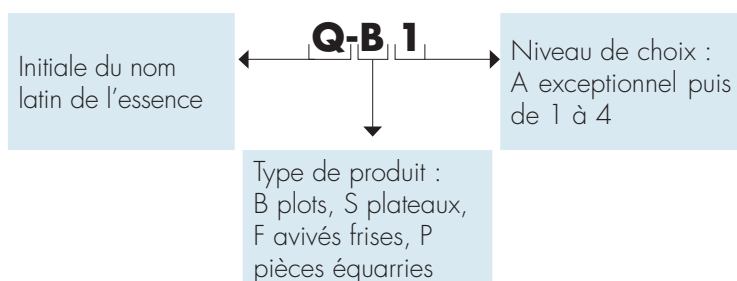 Q-B 1
Initiale du nom
latin de l’essence
Niveau de choix :
A exceptionnel puis
de 1 à 4
Type de produit :
B plots, S plateaux,
F avivés frises, P
pièces équarries